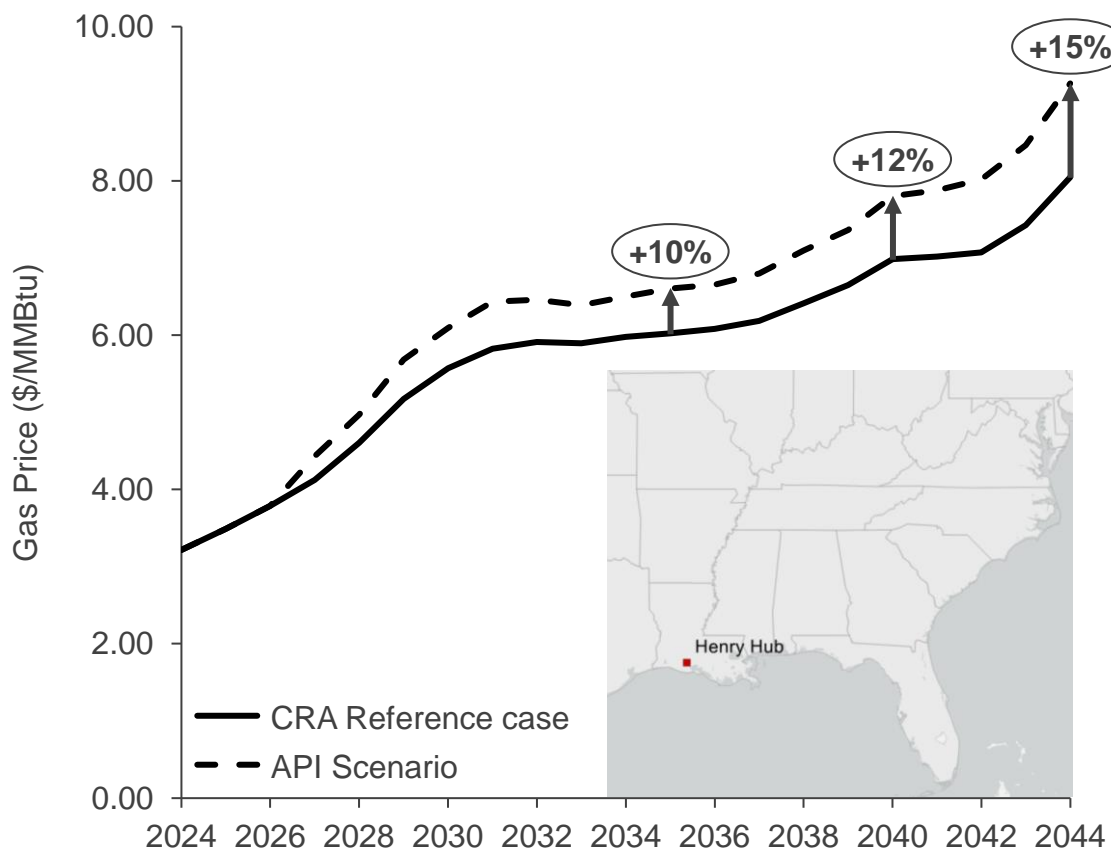 10.00
8.00
6.00
4.00
2.00
0.00
Gas Price ($/MMBtu)
+10%
+12%
+15%
Henry Hub
CRA Reference case
API Scenario
2024 2026 2028 2030 2032 2034 2036 2038 2040 2042 2044